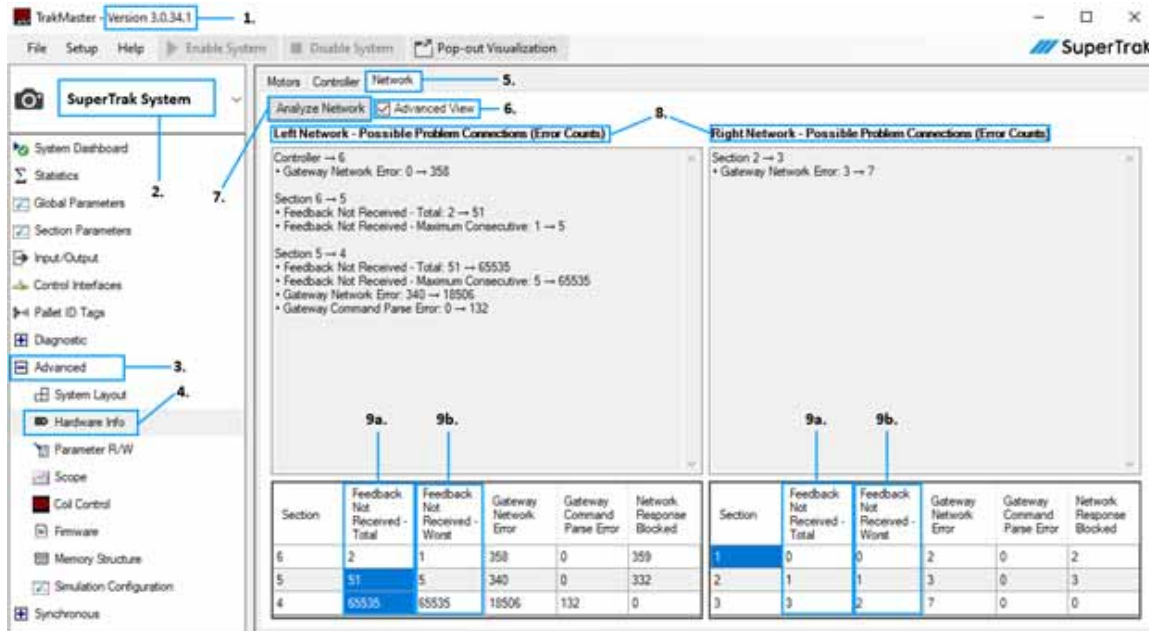 TrakMaster - Version 3.0.34.1
1.
File Setup Help Enable System Disable System Pop-out Visualization
SuperTrak
SuperTrak System
2.
System Dashboard
Statistics
Global Parameters
Section Parameters
Input/Output
Control Interfaces
Pallet ID Tags
Diagnostic
Advanced
3.
System Layout
4.
Hardware Info
Parameter R/W
Scope
Coil Control
Firmware
Memory Structure
Simulation Configuration
Synchronous
Motors Controller Network
5.
Analyze Network Advanced View
6.
7.
8.
Left Network - Possible Problem Connections (Error Counts)
Controller → 6
• Gateway Network Error: 0 → 358
Section 6 → 5
• Feedback Not Received - Total: 2 → 51
• Feedback Not Received - Maximum Consecutive: 1 → 5
Section 5 → 4
• Feedback Not Received - Total: 51 → 65535
• Feedback Not Received - Maximum Consecutive: 5 → 65535
• Gateway Network Error: 340 → 18506
• Gateway Command Parse Error: 0 → 132
Right Network - Possible Problem Connections (Error Counts)
Section 2 → 3
• Gateway Network Error: 3 → 7
9a. 9b.
Section Feedback Not Received - Total Feedback Not Received - Worst Gateway Network Error Gateway Command Parse Error Network Response Blocked
6 2 1 358 0 359
5 51 5 340 0 332
4 65535 65535 18506 132 0
9a. 9b.
Section Feedback Not Received - Total Feedback Not Received - Worst Gateway Network Error Gateway Command Parse Error Network Response Blocked
1 0 0 2 0 2
2 1 1 3 0 3
3 3 2 7 0 0